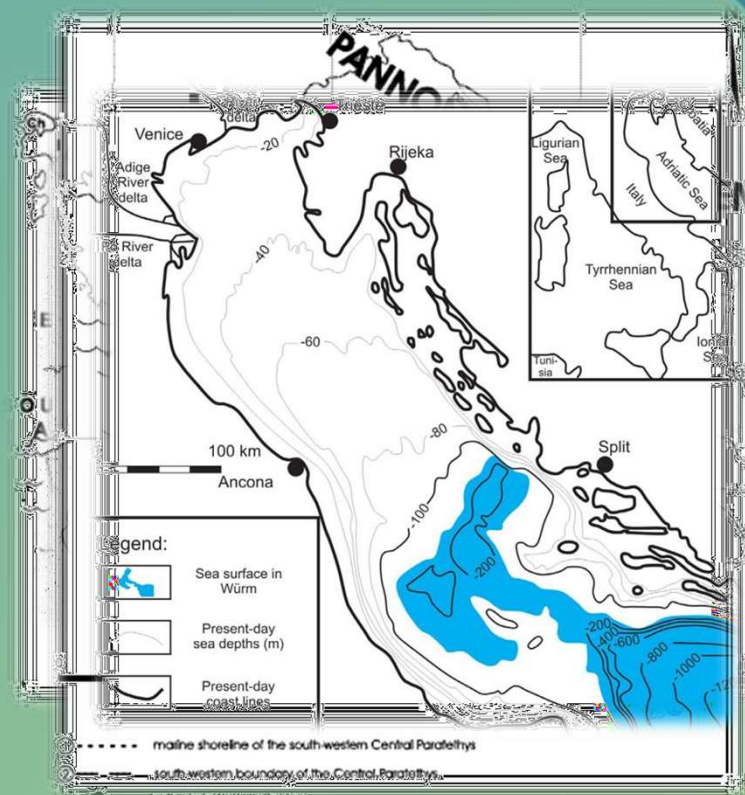 PANNO
delta
Trieste
Venice
-20
Rijeka
Adige
River
delta
Po River
delta
-40
-60
-80
-100
-200
Split
100 km
Ancona
Ligurian
Sea
Adrialic Sea
Italy
Tyrrhennian
Sea
Tuni-
sia
-200
-400
-600
-800
-1000
Legend:
Sea surface in
Würm
Present-day
sea depths (m)
Present-day
coast lines
marine shoreline of the south-western Central Paratethys
south-western boundary of the Central Paratethys